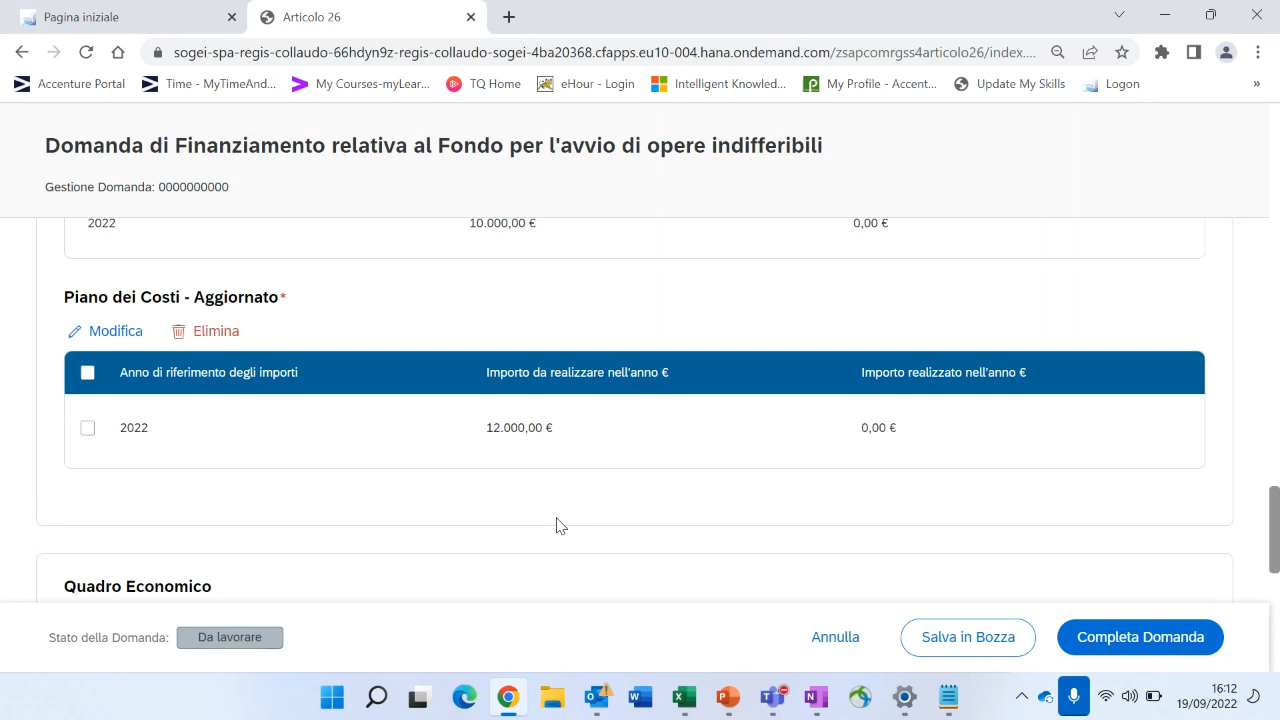 Pagina iniziale
Articolo 26
sogei-spa-regis-collaudo-66hdyn9z-regis-collaudo-sogei-4ba20368.cfapps.eu10-004.hana.ondemand.com/zsapcomrgss4articolo26/index....
Accenture Portal
Time - MyTimeAnd...
My Courses-myLear...
TQ Home
eHour - Login
Intelligent Knowled...
My Profile - Accent...
Update My Skills
Logon
»
Domanda di Finanziamento relativa al Fondo per l'avvio di opere indifferibili
Gestione Domanda: 0000000000
2022 10.000,00 € 0,00 €
Piano dei Costi - Aggiornato*
Modifica Elimina
Anno di riferimento degli importi Importo da realizzare nell'anno € Importo realizzato nell'anno €
2022 12.000,00 € 0,00 €
Quadro Economico
Stato della Domanda: Da lavorare Annulla Salva in Bozza Completa Domanda
16:12
19/09/2022